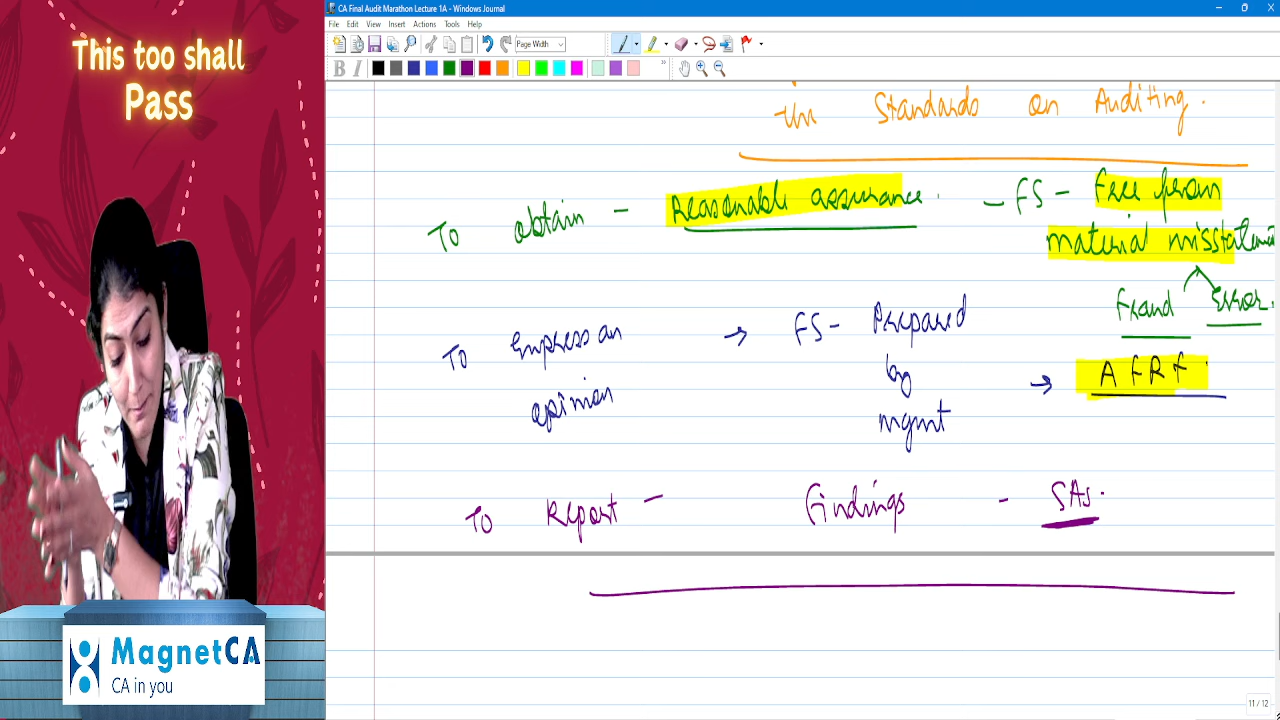 This too shall
Pass
MagnetCA
CA in you
CA Final Audit Marathon Lecture 1A - Windows Journal
File Edit View Insert Actions Tools Help
Page Width
B I
in Standards on Auditing.
To obtain - Reasonable assurance. - FS - free from
material misstatement
Fraud Error.
To Express an → FS - Prepared
opinion by → AFRF.
mgmt
To Report - findings - SAs.
11 / 12